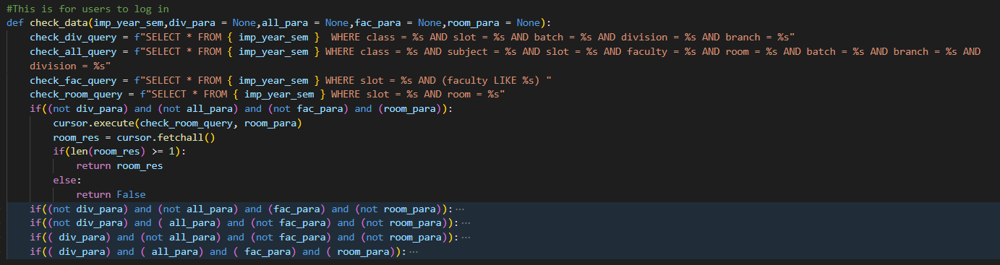 #This is for users to log in
def check_data(imp_year_sem,div_para = None,all_para = None,fac_para = None,room_para = None):
check_div_query = f"SELECT * FROM { imp_year_sem }  WHERE class = %s AND slot = %s AND batch = %s AND division = %s AND branch = %s"
check_all_query = f"SELECT * FROM { imp_year_sem } WHERE class = %s AND subject = %s AND slot = %s AND faculty = %s AND room = %s AND batch = %s AND branch = %s AND
division = %s"
check_fac_query = f"SELECT * FROM { imp_year_sem } WHERE slot = %s AND (faculty LIKE %s) "
check_room_query = f"SELECT * FROM { imp_year_sem } WHERE slot = %s AND room = %s"
if((not div_para) and (not all_para) and (not fac_para) and (room_para)):
cursor.execute(check_room_query, room_para)
room_res = cursor.fetchall()
if(len(room_res) >= 1):
return room_res
else:
return False
if((not div_para) and (not all_para) and (fac_para) and (not room_para)):···
if((not div_para) and ( all_para) and (not fac_para) and (not room_para)):···
if(( div_para) and (not all_para) and (not fac_para) and (not room_para)):···
if(( div_para) and ( all_para) and ( fac_para) and ( room_para)):···